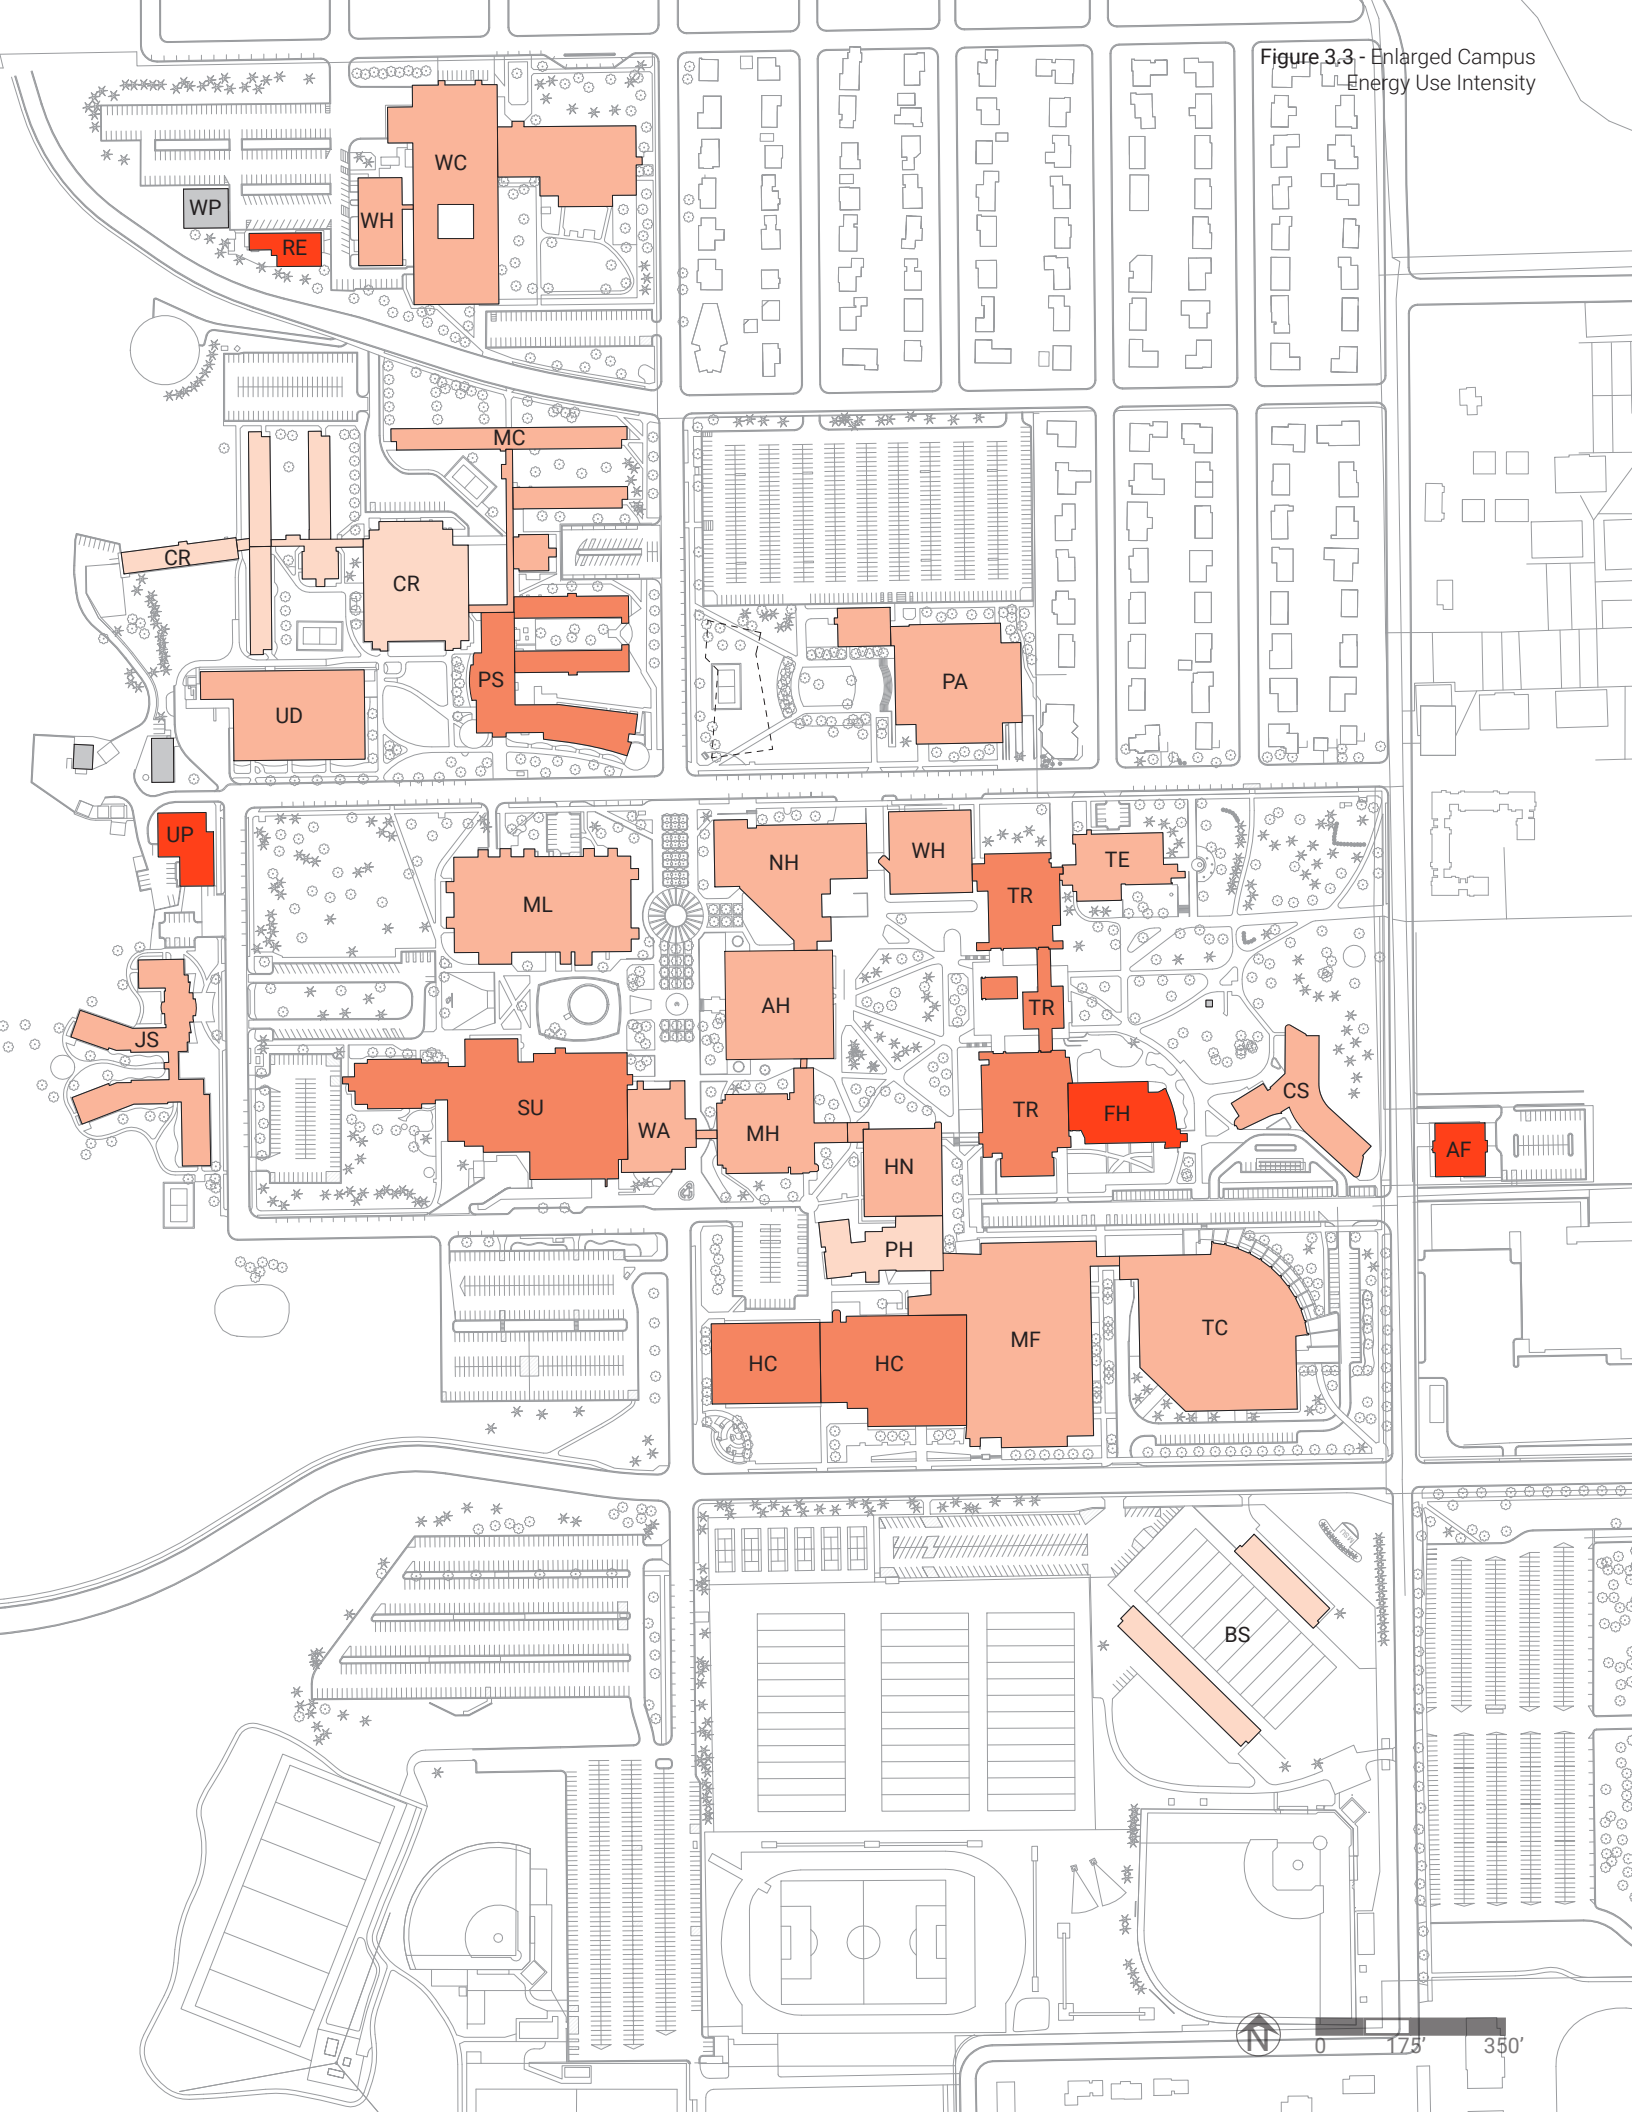 Figure 3.3 - Enlarged Campus
Energy Use Intensity
WC
WP
WH
RE
MC
CR
CR
PS
PA
UD
UP
NH
WH
TE
TR
ML
AH
TR
JS
SU
WA
MH
TR
FH
CS
AF
HN
PH
MF
TC
HC
HC
BS
N
0 175' 350'